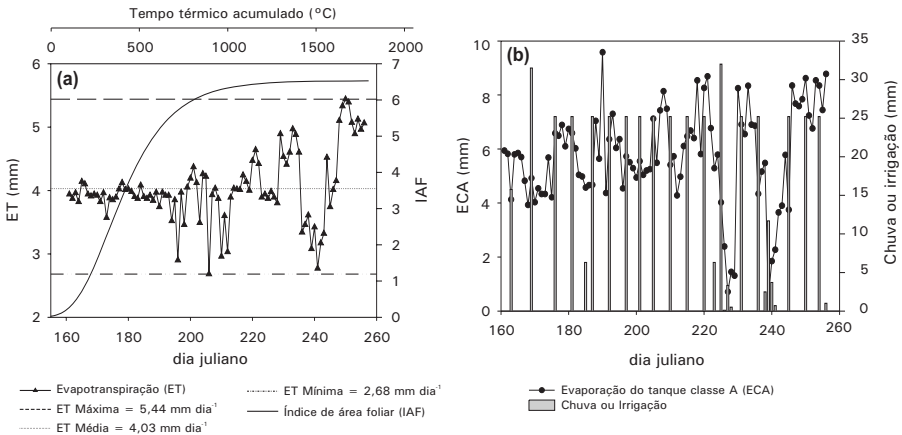 Tempo térmico acumulado (°C)
0 500 1000 1500 2000
(a)
ET (mm)
6
5
4
3
2
IAF
7
6
5
4
3
2
1
0
160 180 200 220 240 260
dia juliano
Evapotranspiração (ET)
ET Máxima = 5,44 mm dia⁻¹
ET Média = 4,03 mm dia⁻¹
ET Mínima = 2,68 mm dia⁻¹
Índice de área foliar (IAF)
(b)
ECA (mm)
10
8
6
4
2
0
Chuva ou irrigação (mm)
35
30
25
20
15
10
5
0
160 180 200 220 240 260
dia juliano
Evaporação do tanque classe A (ECA)
Chuva ou Irrigação